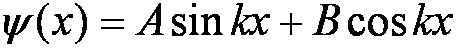 ψ(x) = A sin kx + B cos kx